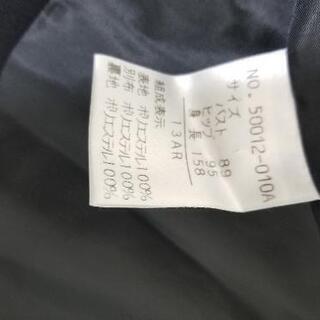 NO. 50012-010A
サイズ
バスト 89
ヒップ 95
身長 158
13AR
組成表示
表地 ポリエステル100%
別布 ポリエステル100%
裏地 ポリエステル100%